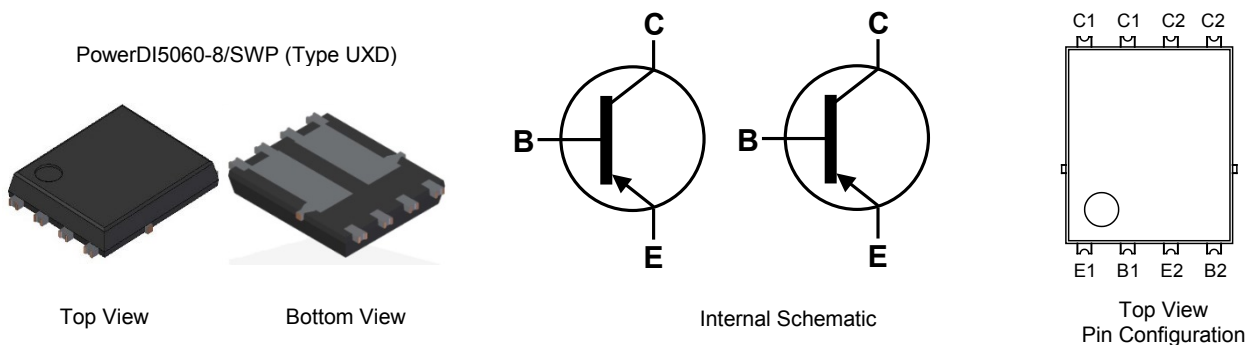 PowerDI5060-8/SWP (Type UXD)
Top View
Bottom View
C
B
E
C
B
E
Internal Schematic
C1 C1 C2 C2
E1 B1 E2 B2
Top View
Pin Configuration